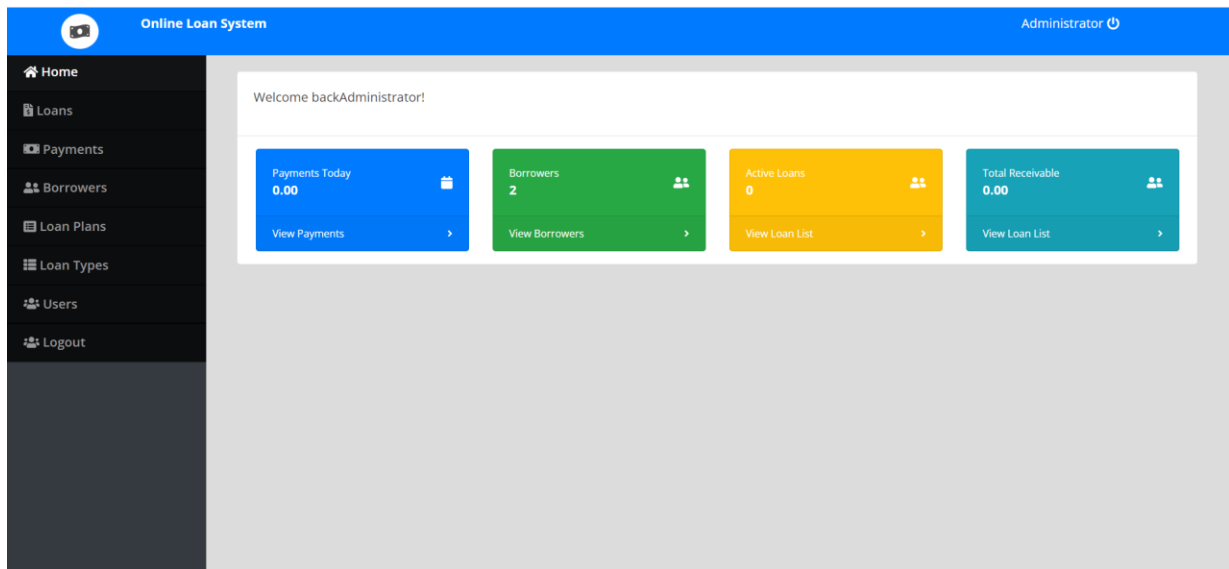 Online Loan System
Administrator
Home
Loans
Payments
Borrowers
Loan Plans
Loan Types
Users
Logout
Welcome backAdministrator!
Payments Today
0.00
View Payments
Borrowers
2
View Borrowers
Active Loans
0
View Loan List
Total Receivable
0.00
View Loan List